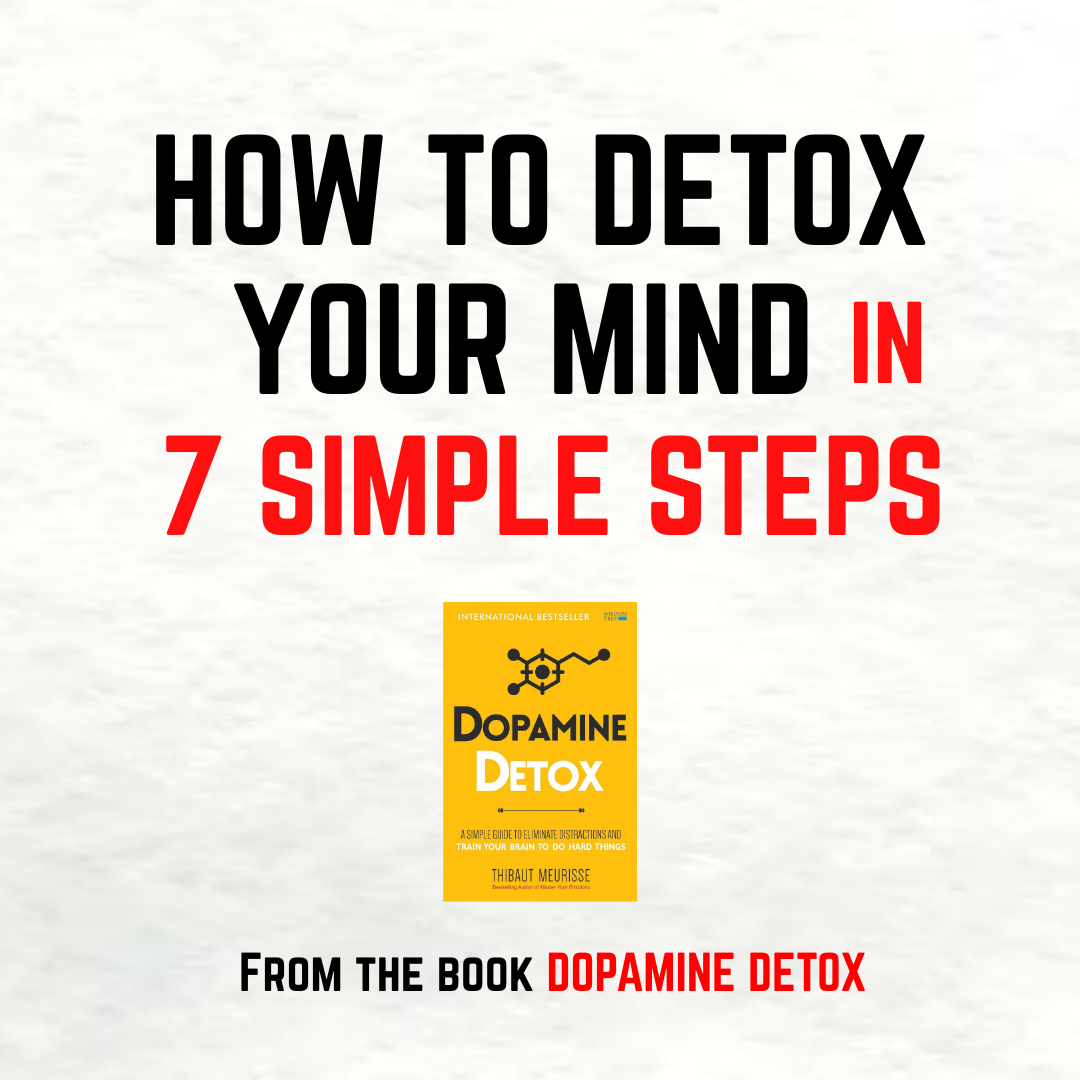 HOW TO DETOX
YOUR MIND IN
7 SIMPLE STEPS
INTERNATIONAL BESTSELLER
WISDOM
TREE
DOPAMINE
DETOX
A SIMPLE GUIDE TO ELIMINATE DISTRACTIONS AND
TRAIN YOUR BRAIN TO DO HARD THINGS
THIBAUT MEURISSE
Bestselling Author of Master Your Emotions
FROM THE BOOK DOPAMINE DETOX